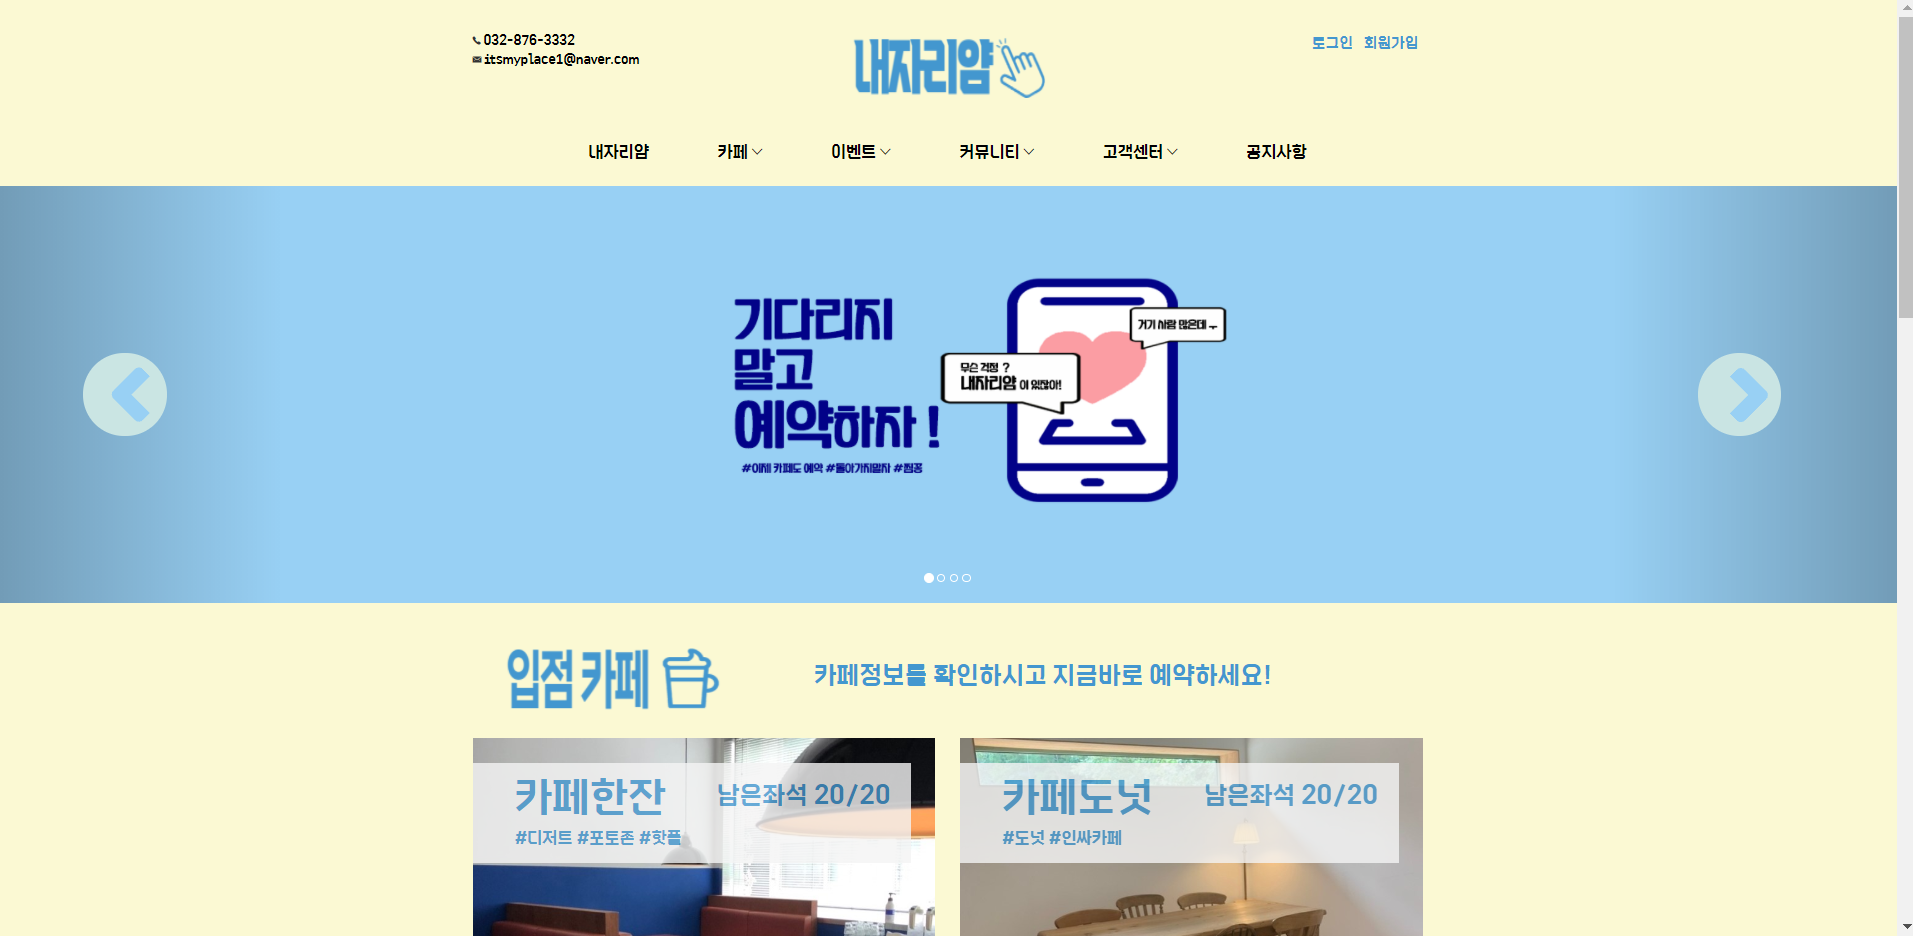 032-876-3332
itsmyplace1@naver.com
내자리얌
로그인 회원가입
내자리얌 카페 이벤트 커뮤니티 고객센터 공지사항
기다리지
말고
예약하자 !
#이제 카페도 예약 #돌아가지말자 #찜꽁
거기 사람 많은데 ㅜ
무슨 걱정 ?
내자리얌 이 있잖아!
입점 카페
카페정보를 확인하시고 지금바로 예약하세요!
카페한잔 남은좌석 20/20
#디저트 #포토존 #핫플
카페도넛 남은좌석 20/20
#도넛 #인싸카페